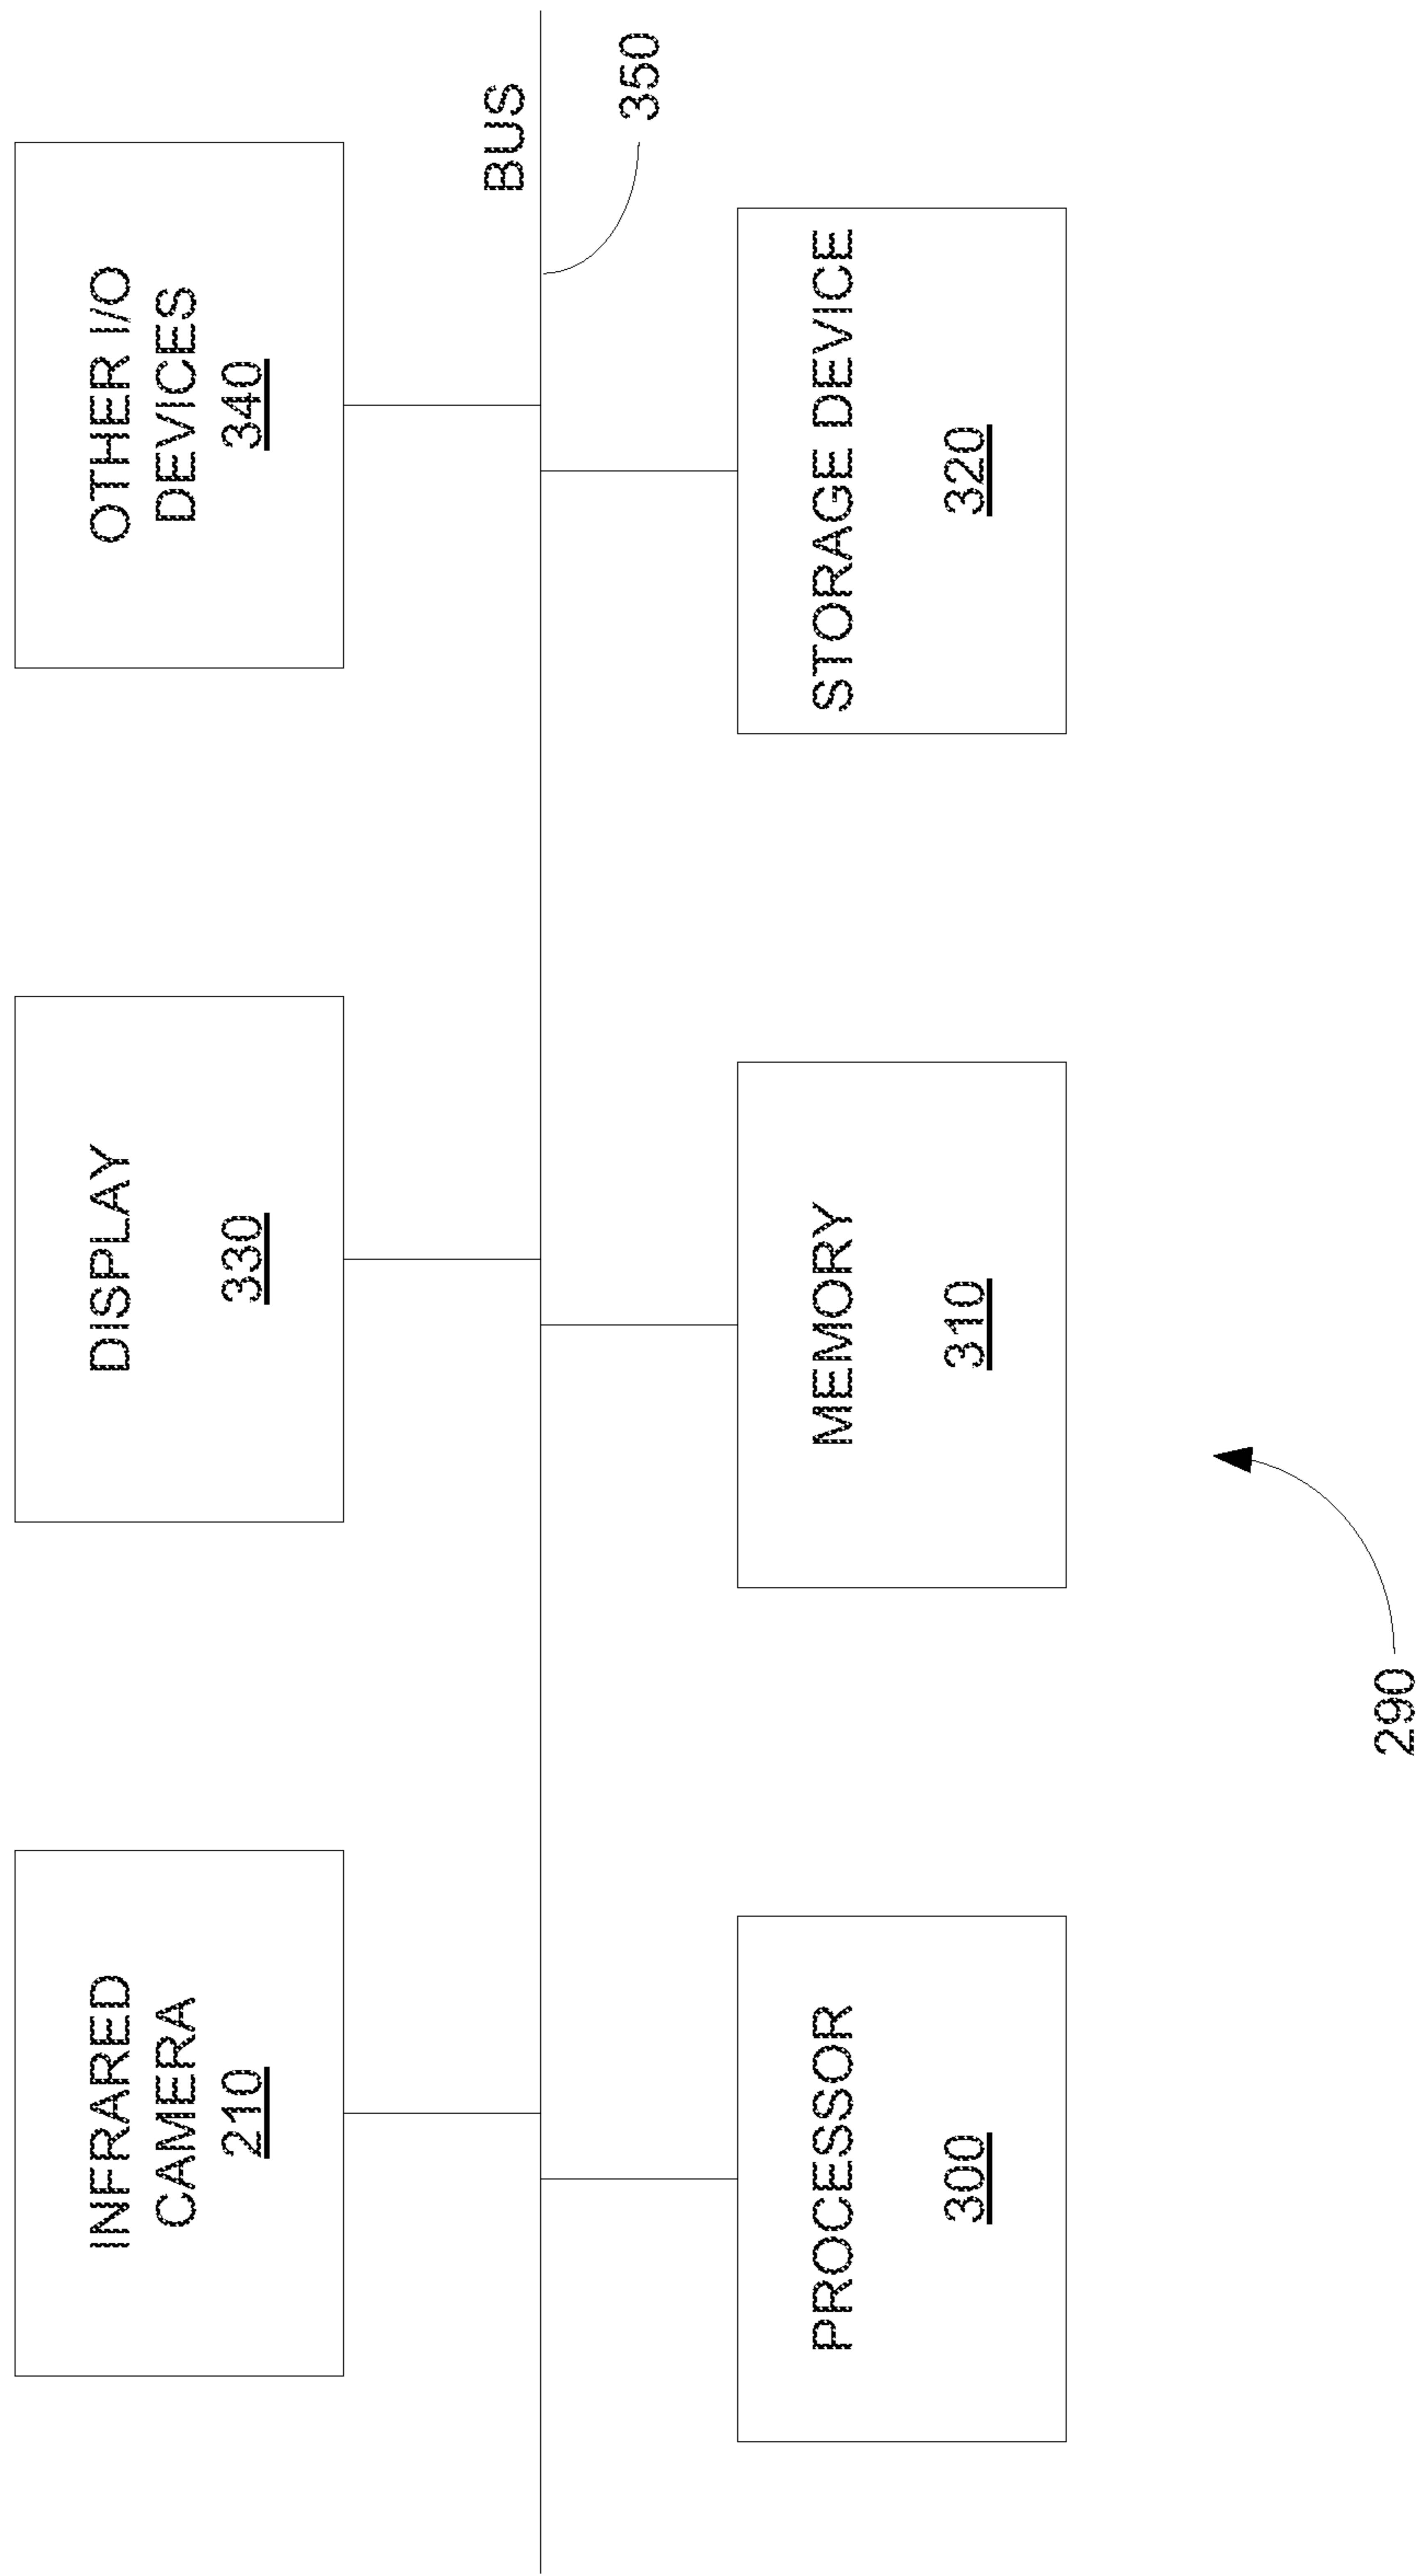 INFRARED
CAMERA
210
DISPLAY
330
OTHER I/O
DEVICES
340
BUS
350
PROCESSOR
300
MEMORY
310
STORAGE DEVICE
320
290